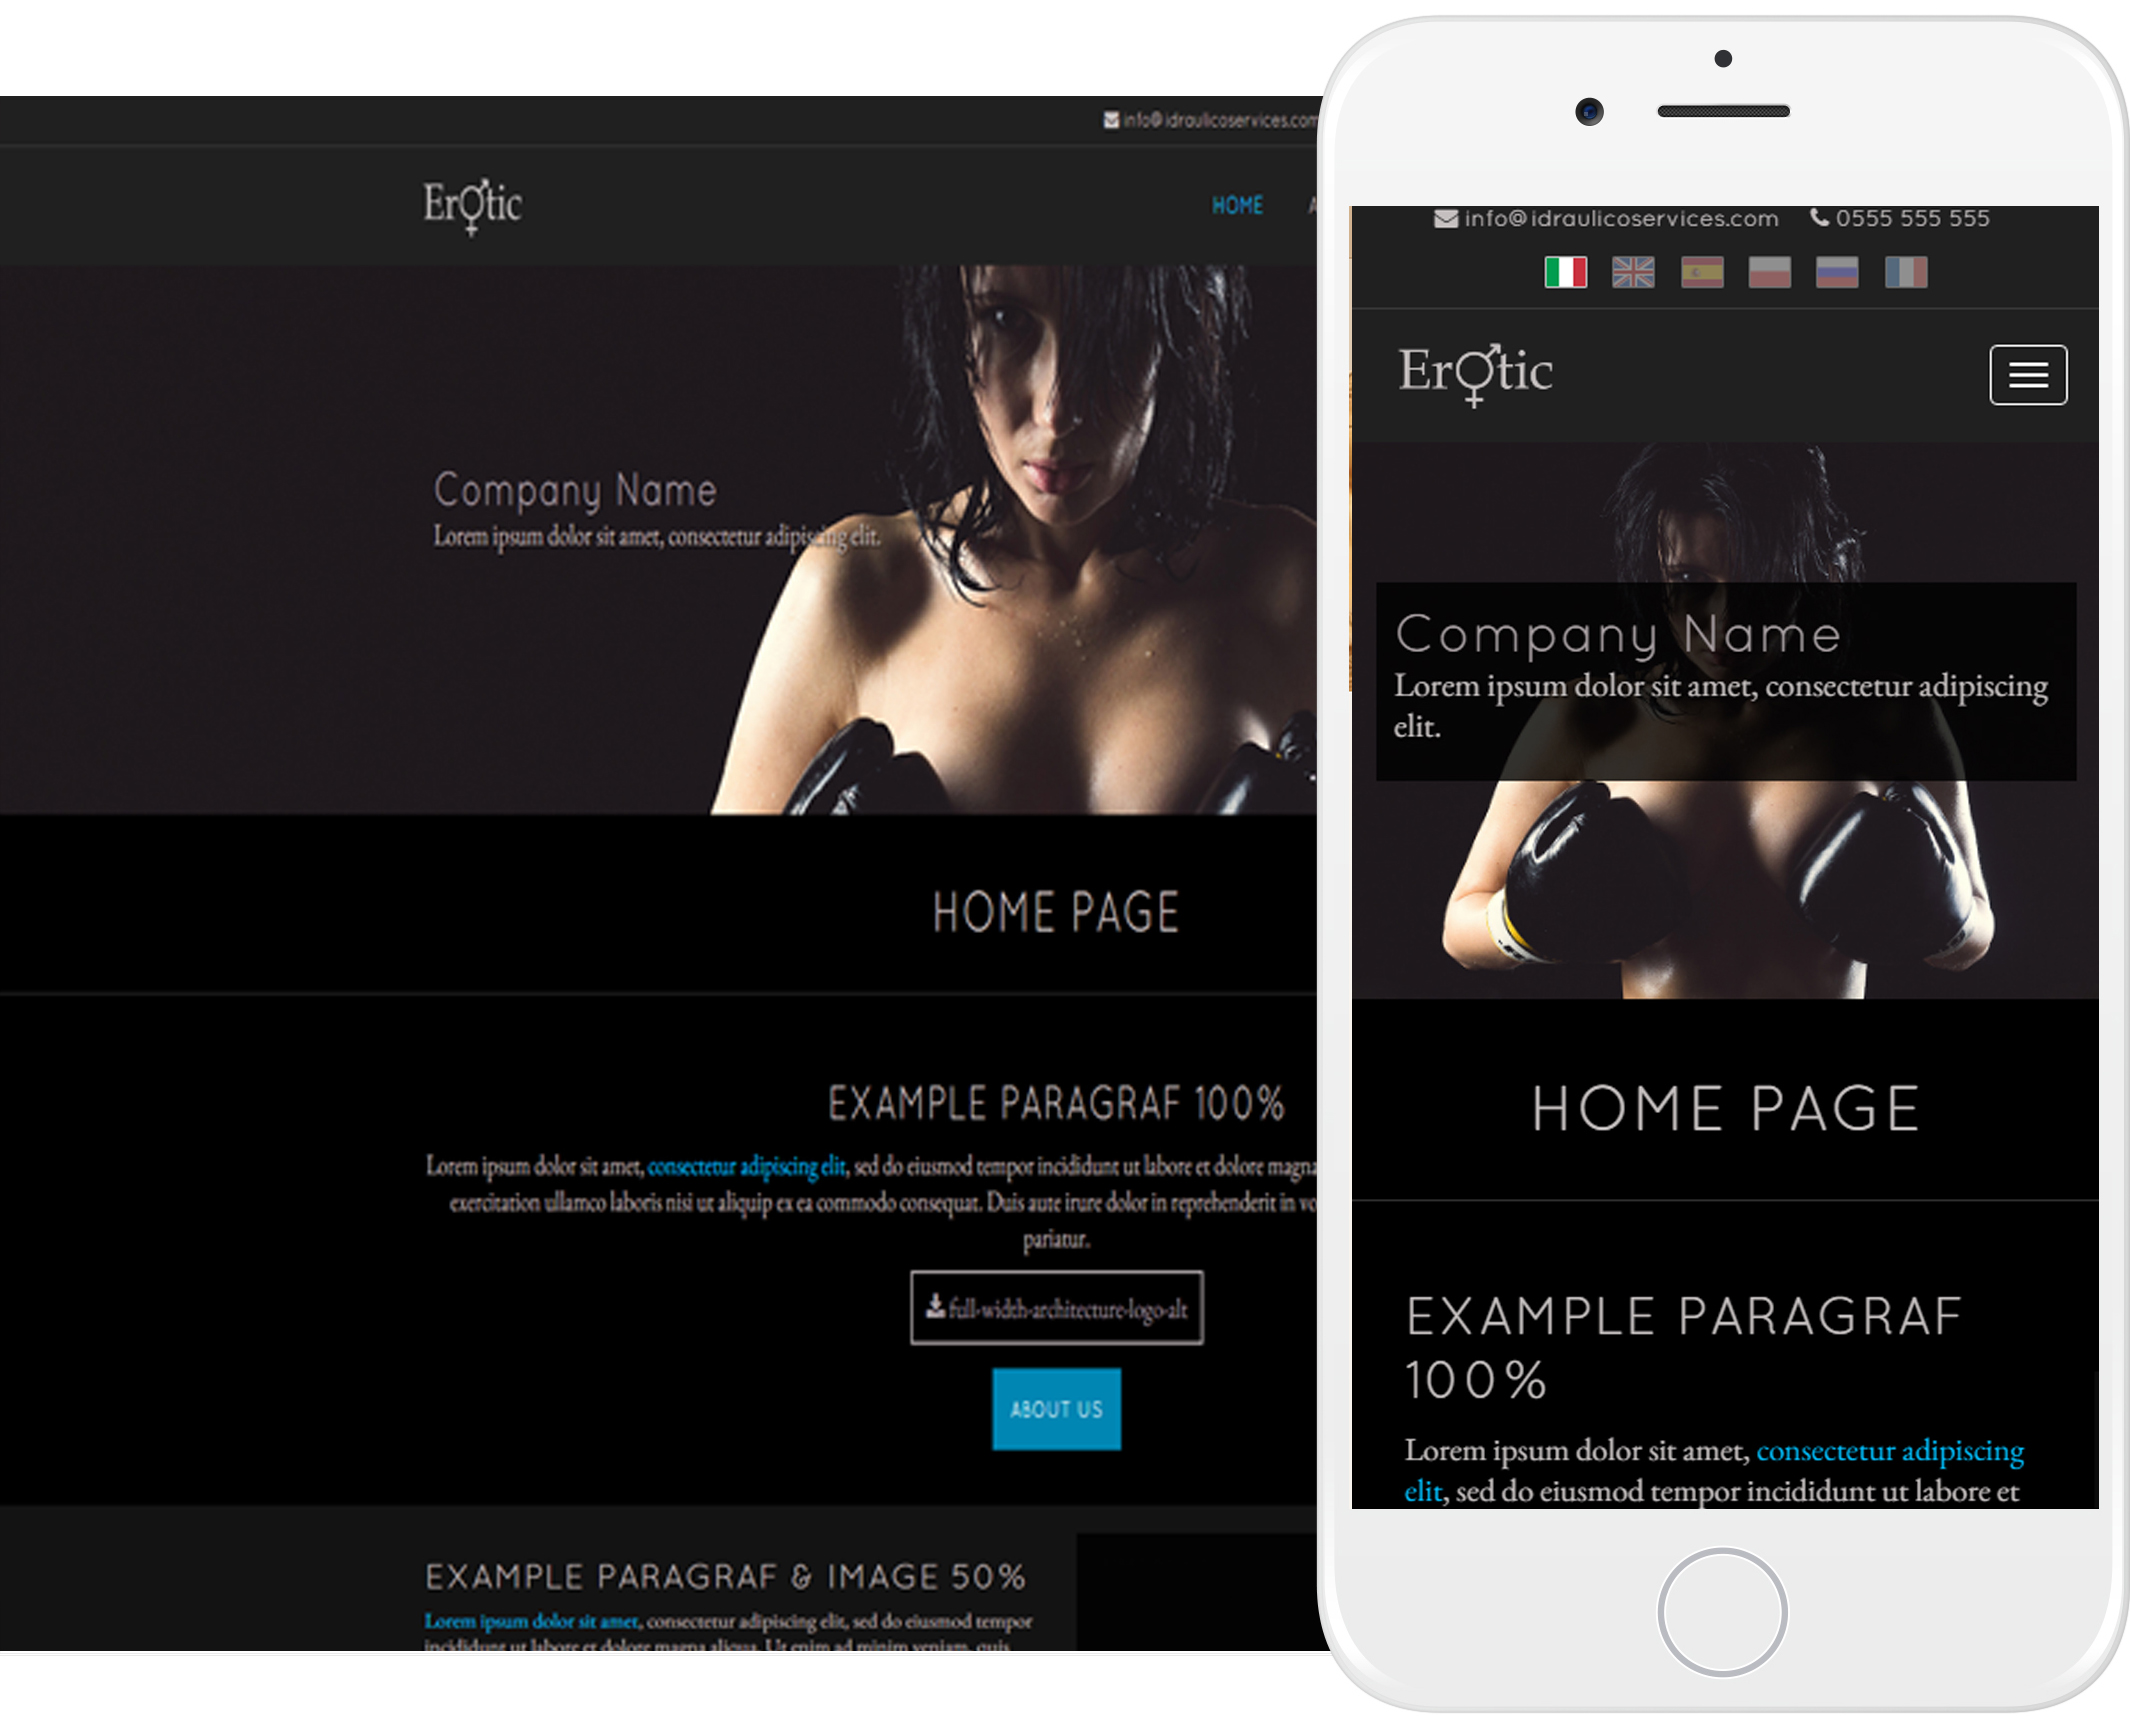 info@idraulicoservices.com
Erotic
HOME
Company Name
Lorem ipsum dolor sit amet, consectetur adipiscing elit.
HOME PAGE
EXAMPLE PARAGRAF 100%
Lorem ipsum dolor sit amet, consectetur adipiscing elit, sed do eiusmod tempor incididunt ut labore et dolore magna
exercitation ullamco laboris nisi ut aliquip ex ea commodo consequat. Duis aute irure dolor in reprehenderit in
pariatur.
full-width-architecture-logo-alt
ABOUT US
EXAMPLE PARAGRAF & IMAGE 50%
Lorem ipsum dolor sit amet, consectetur adipiscing elit, sed do eiusmod tempor
incididunt ut labore et dolore magna aliqua. Ut enim ad minim veniam, quis
info@idraulicoservices.com 0555 555 555
Erotic
Company Name
Lorem ipsum dolor sit amet, consectetur adipiscing
elit.
HOME PAGE
EXAMPLE PARAGRAF
100%
Lorem ipsum dolor sit amet, consectetur adipiscing
elit, sed do eiusmod tempor incididunt ut labore et